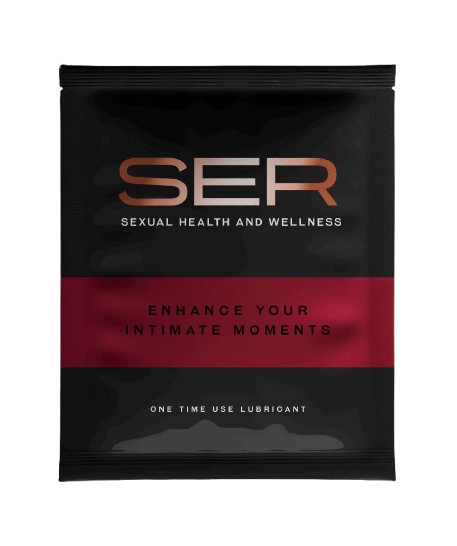 SER
SEXUAL HEALTH AND WELLNESS
ENHANCE YOUR
INTIMATE MOMENTS
ONE TIME USE LUBRICANT